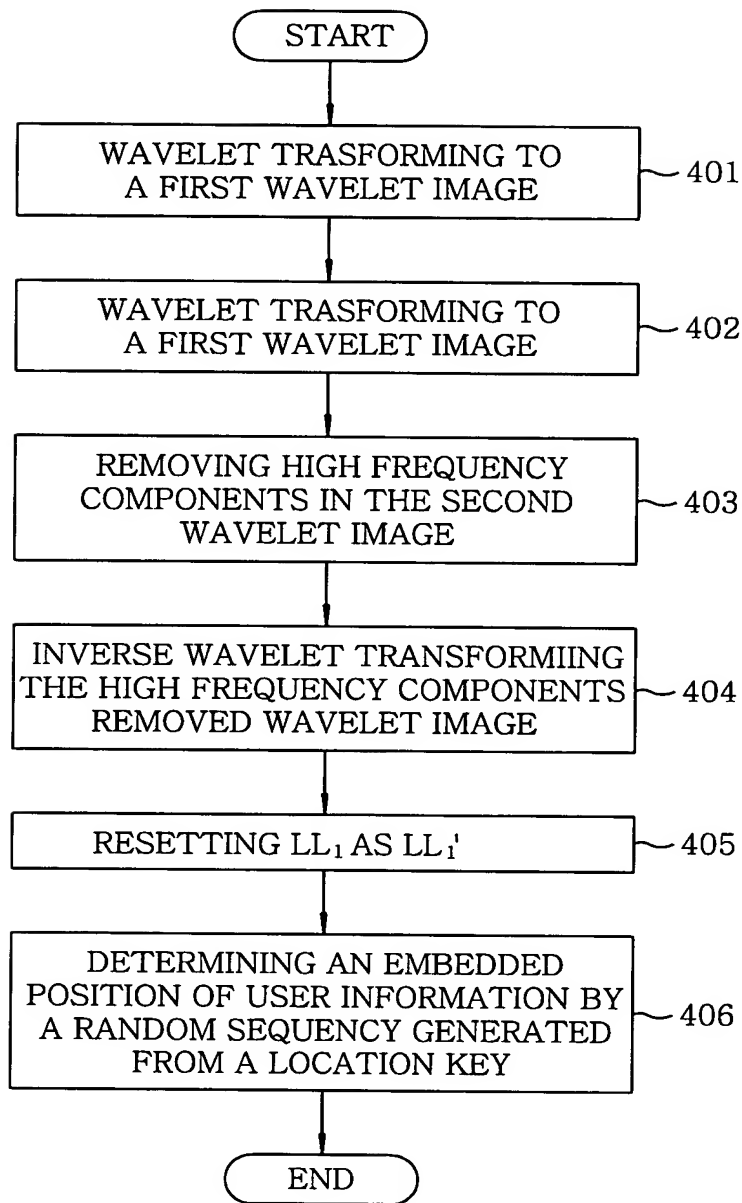 START
WAVELET TRASFORMING TO
A FIRST WAVELET IMAGE
401
WAVELET TRASFORMING TO
A FIRST WAVELET IMAGE
402
REMOVING HIGH FREQUENCY
COMPONENTS IN THE SECOND
WAVELET IMAGE
403
INVERSE WAVELET TRANSFORMIING
THE HIGH FREQUENCY COMPONENTS
REMOVED WAVELET IMAGE
404
RESETTING LL₁ AS LL₁'
405
DETERMINING AN EMBEDDED
POSITION OF USER INFORMATION BY
A RANDOM SEQUENCY GENERATED
FROM A LOCATION KEY
406
END